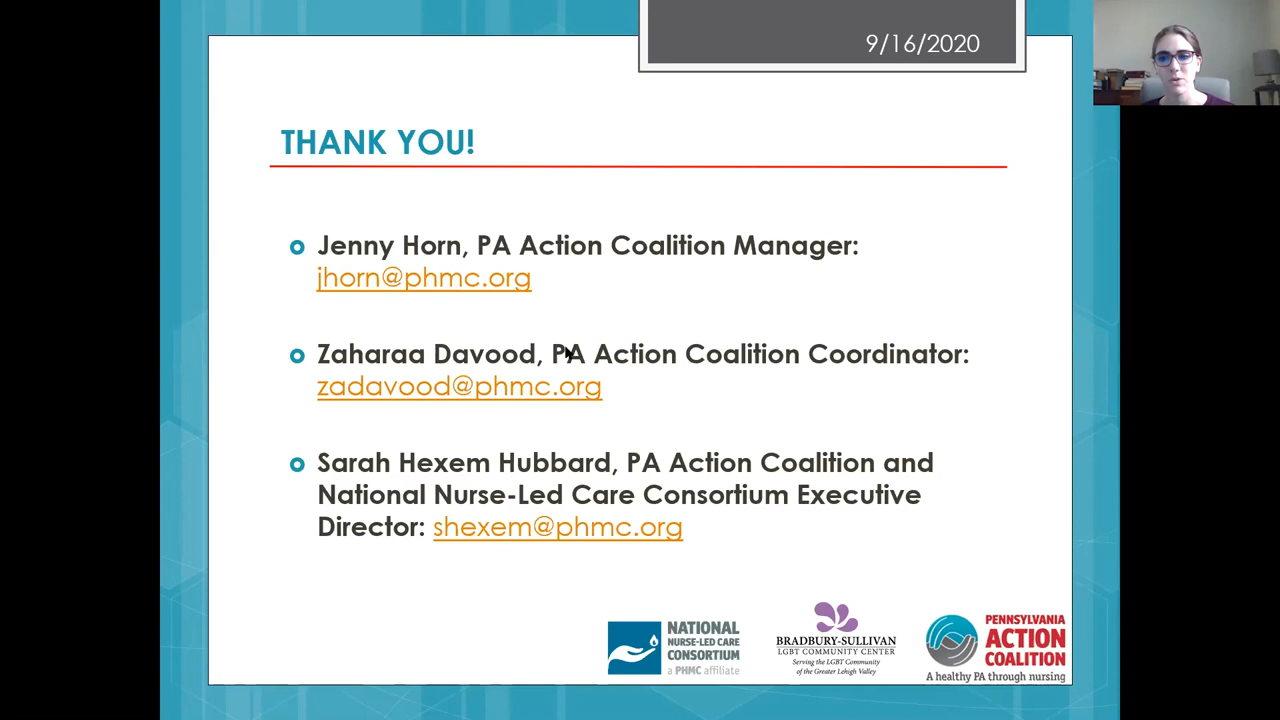 9/16/2020
THANK YOU!
Jenny Horn, PA Action Coalition Manager:
jhorn@phmc.org
Zaharaa Davood, PA Action Coalition Coordinator:
zadavood@phmc.org
Sarah Hexem Hubbard, PA Action Coalition and
National Nurse-Led Care Consortium Executive
Director: shexem@phmc.org
NATIONAL
NURSE-LED CARE
CONSORTIUM
a PHMC affiliate
BRADBURY-SULLIVAN
LGBT COMMUNITY CENTER
Serving the LGBT Community
of the Greater Lehigh Valley
PENNSYLVANIA
ACTION
COALITION
A healthy PA through nursing